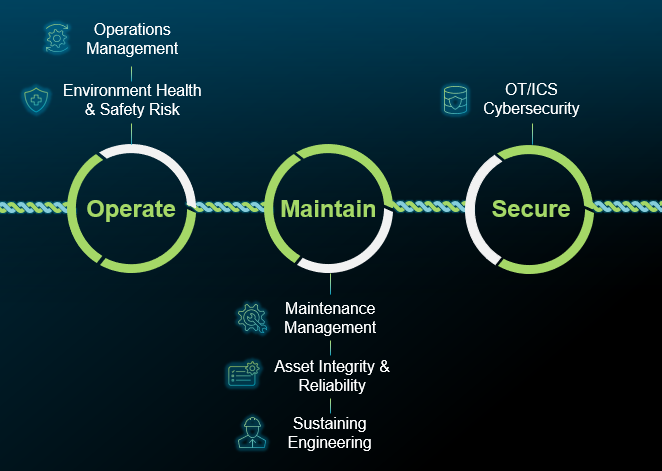 Operations
Management
Environment Health
& Safety Risk
OT/ICS
Cybersecurity
Operate
Maintain
Secure
Maintenance
Management
Asset Integrity &
Reliability
Sustaining
Engineering